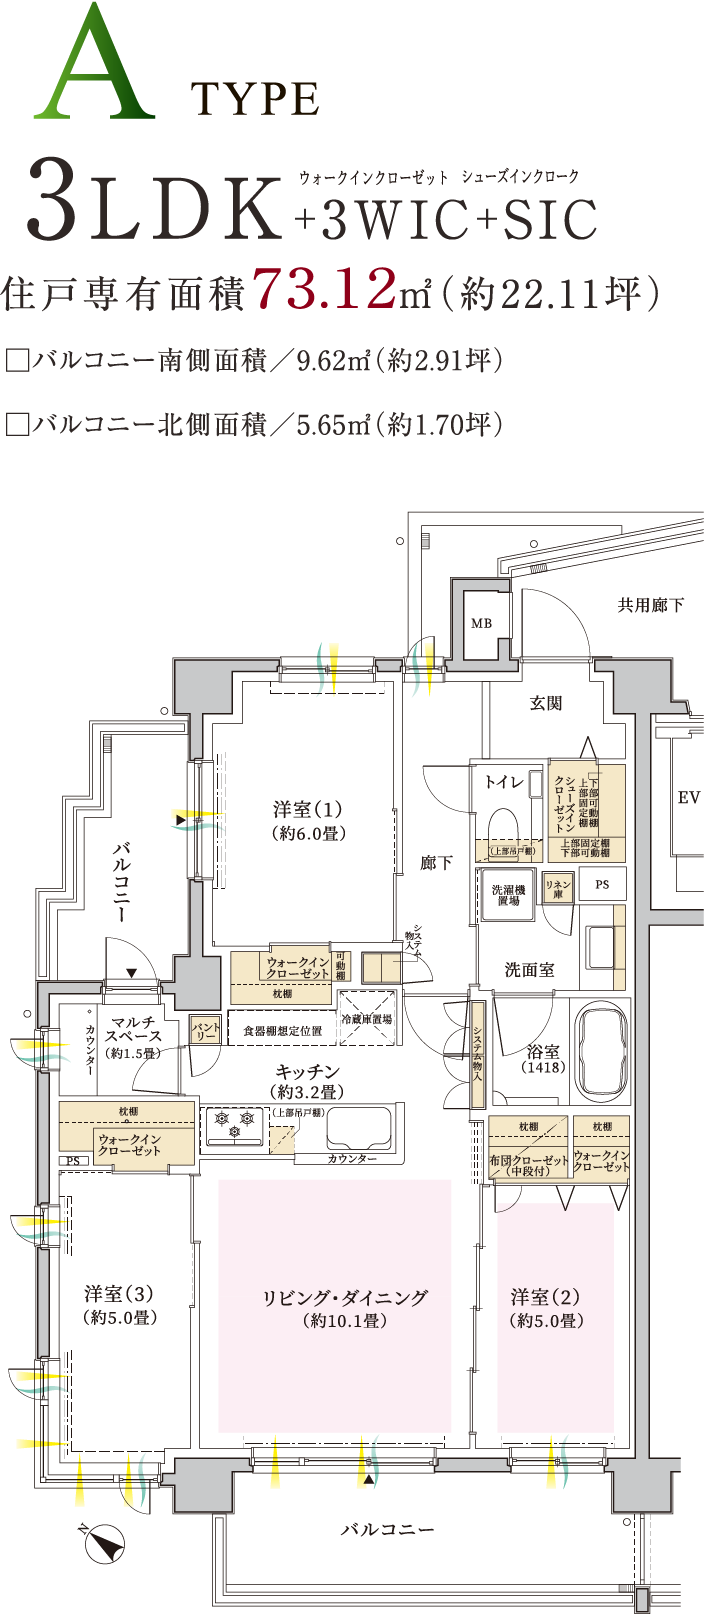 A TYPE
ウォークインクローゼット シューズインクローク
3LDK+3WIC+SIC
住戸専有面積73.12㎡（約22.11坪）
□バルコニー南側面積／9.62㎡（約2.91坪）
□バルコニー北側面積／5.65㎡（約1.70坪）
共用廊下
MB
玄関
EV
トイレ
（上部吊戸棚）
シューズイン
クローゼット
上部固定棚
下部可動棚
上部固定棚
下部可動棚
洋室（1）
（約6.0畳）
バルコニー
廊下
洗濯機
置場
リネン
庫
PS
システム
物入
洗面室
ウォークイン
クローゼット
可動棚
枕棚
マルチ
スペース
（約1.5畳）
カウンター
パント
リー
食器棚想定位置
冷蔵庫置場
システム物入
浴室
（1418）
キッチン
（約3.2畳）
（上部吊戸棚）
カウンター
枕棚
ウォークイン
クローゼット
PS
枕棚
布団クローゼット
（中段付）
枕棚
ウォークイン
クローゼット
洋室（3）
（約5.0畳）
リビング・ダイニング
（約10.1畳）
洋室（2）
（約5.0畳）
バルコニー
N